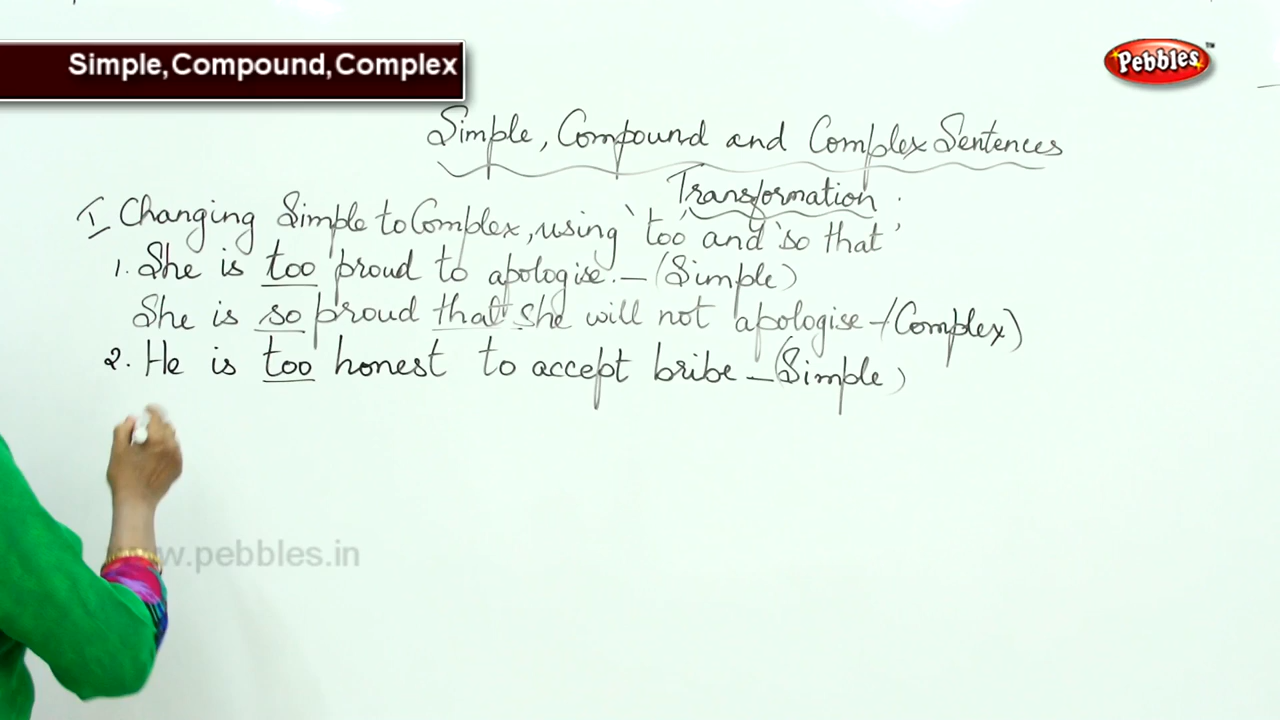 Simple,Compound,Complex
Pebbles™
Simple, Compound and Complex Sentences
Transformation.
I Changing Simple to Complex, using 'too' and 'so that'
1. She is too proud to apologise. – (Simple)
She is so proud that she will not apologise – (Complex)
2. He is too honest to accept bribe – (Simple)
w.pebbles.in